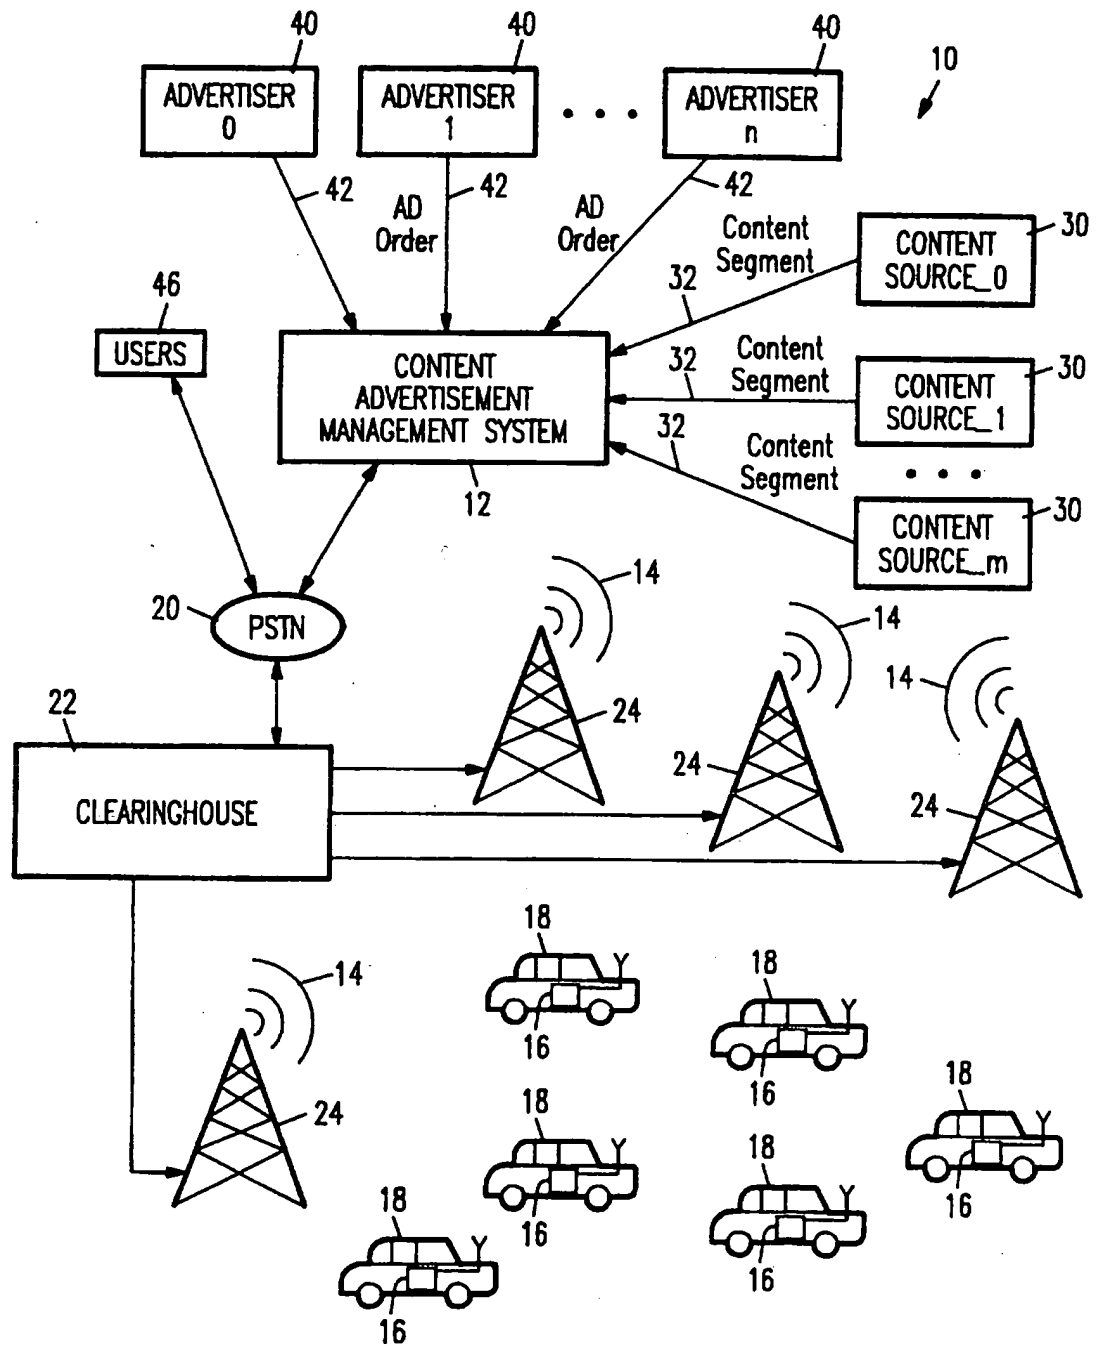 40
40
40
10
ADVERTISER
0
ADVERTISER
1
ADVERTISER
n
42
42
42
AD
Order
AD
Order
Content
Segment
32
CONTENT
SOURCE_0
30
46
USERS
CONTENT
ADVERTISEMENT
MANAGEMENT SYSTEM
12
Content
Segment
32
CONTENT
SOURCE_1
30
Content
Segment
32
CONTENT
SOURCE_m
30
20
PSTN
14
14
14
22
CLEARINGHOUSE
24
24
24
14
24
18
16
18
16
18
16
18
16
18
16
18
16